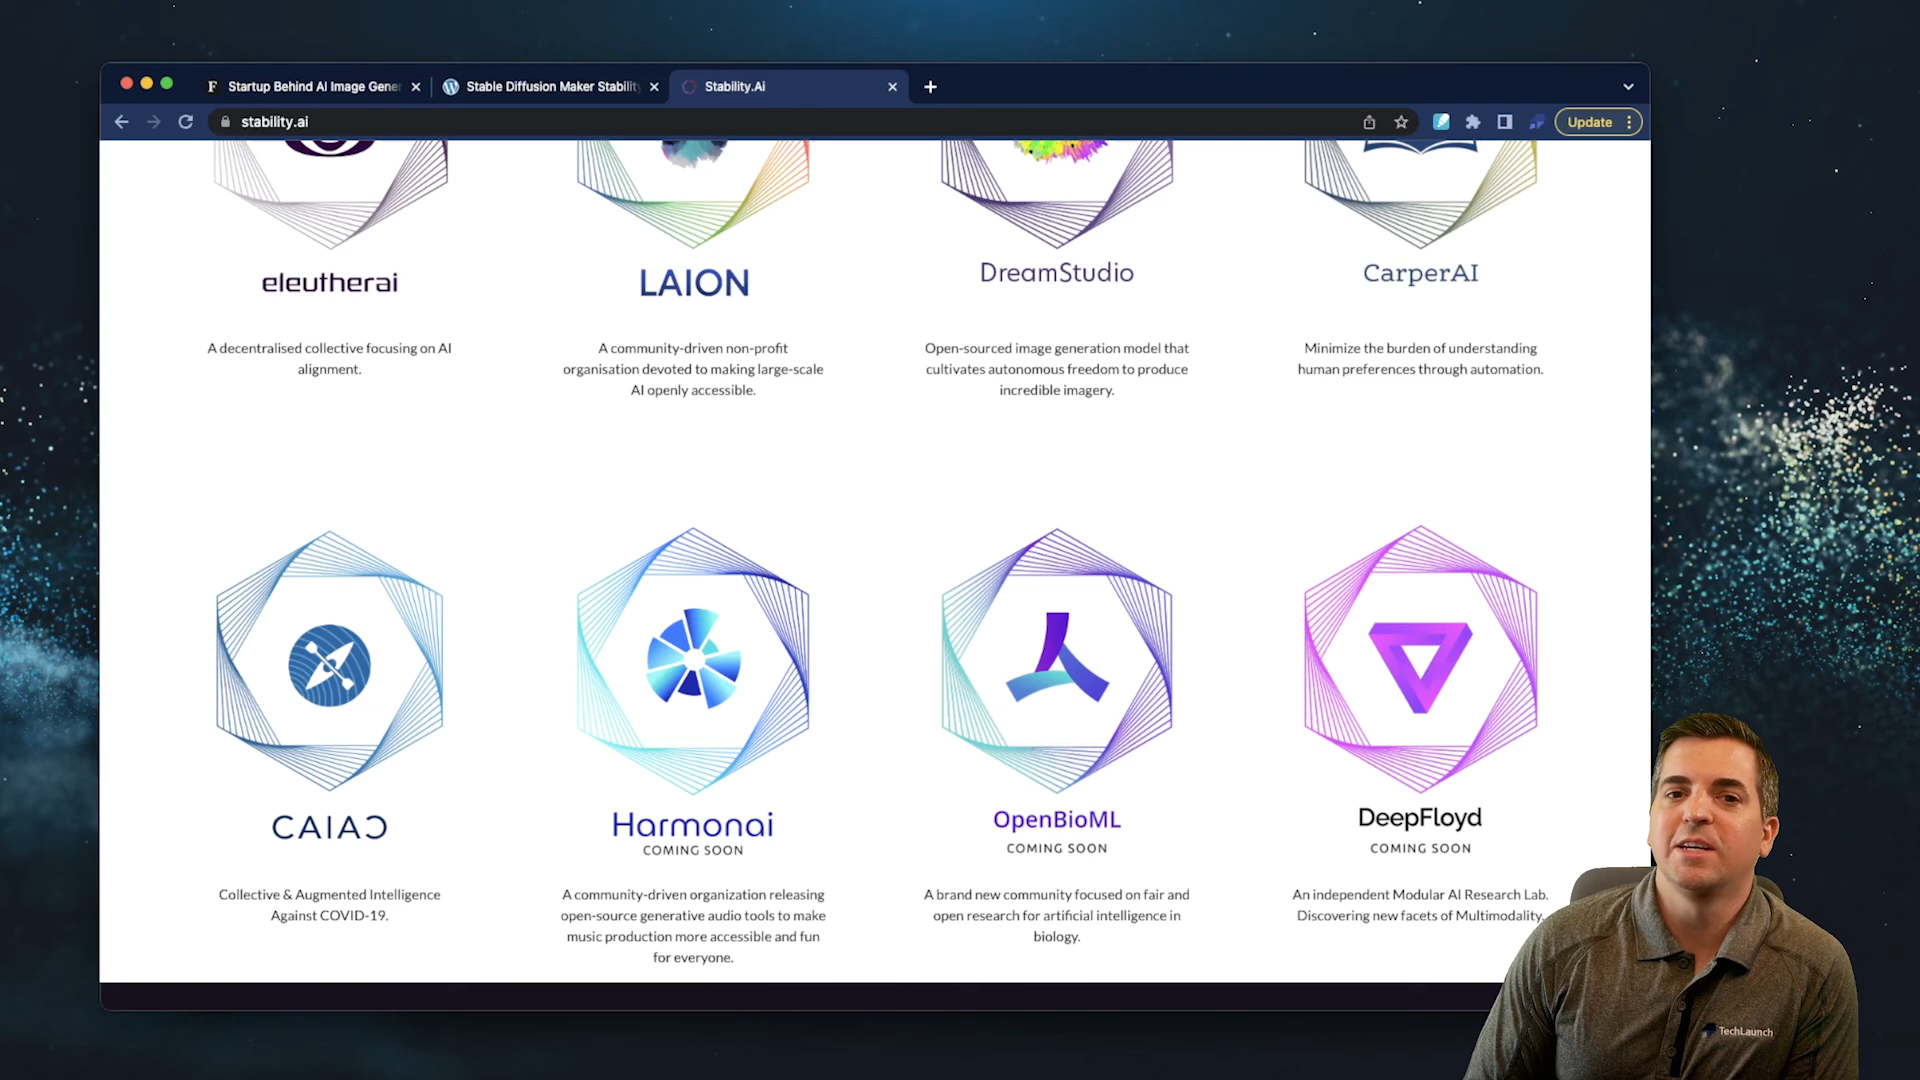 Startup Behind AI Image Gener
Stable Diffusion Maker Stability
Stability.Ai
stability.ai
Update
eleutherai
LAION
DreamStudio
CarperAI
A decentralised collective focusing on AI
alignment.
A community-driven non-profit
organisation devoted to making large-scale
AI openly accessible.
Open-sourced image generation model that
cultivates autonomous freedom to produce
incredible imagery.
Minimize the burden of understanding
human preferences through automation.
CAIAC
Harmonai
COMING SOON
OpenBioML
COMING SOON
DeepFloyd
COMING SOON
Collective & Augmented Intelligence
Against COVID-19.
A community-driven organization releasing
open-source generative audio tools to make
music production more accessible and fun
for everyone.
A brand new community focused on fair and
open research for artificial intelligence in
biology.
An independent Modular AI Research Lab.
Discovering new facets of Multimodality.
TechLaunch